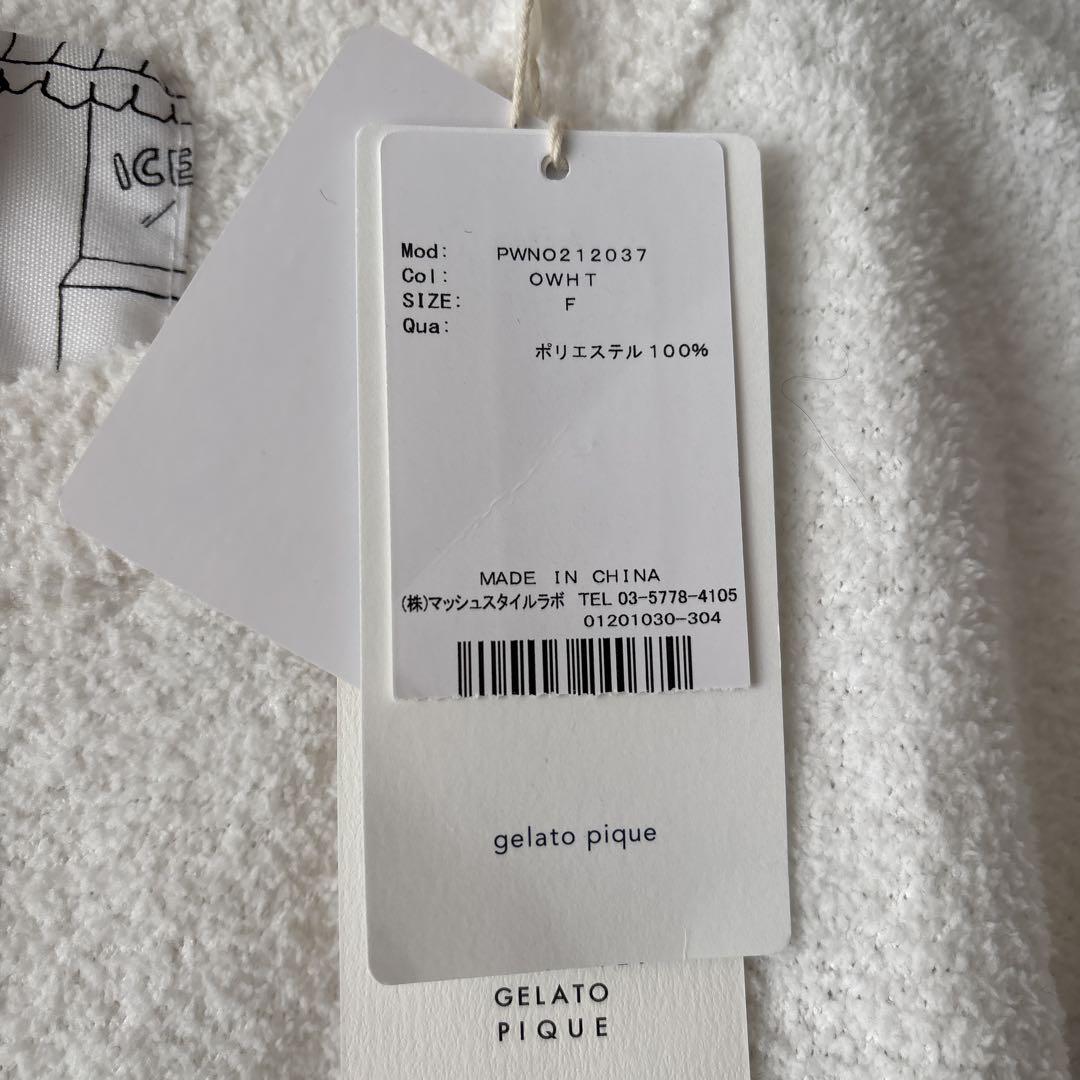 ICE
Mod: PWNO212037
Col: OWHT
SIZE: F
Qua:
ポリエステル100%
MADE IN CHINA
(株)マッシュスタイルラボ TEL 03-5778-4105
01201030-304
gelato pique
GELATO
PIQUE